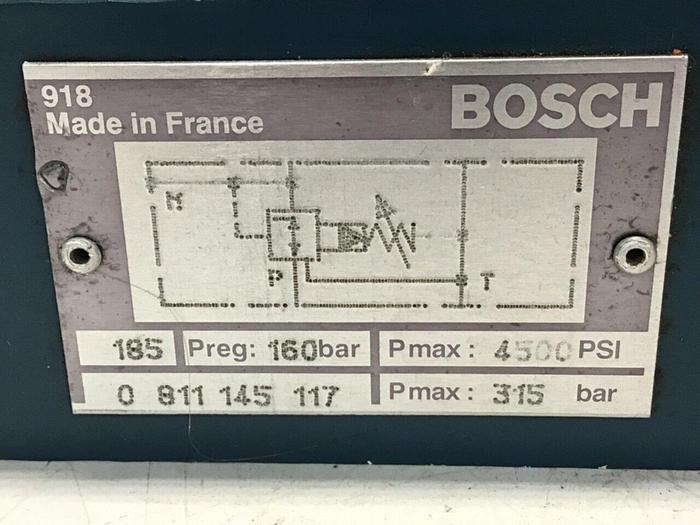 918
BOSCH
Made in France
M
P
T
185 Preg: 160bar Pmax: 4500 PSI
0 811 145 117 Pmax: 315 bar